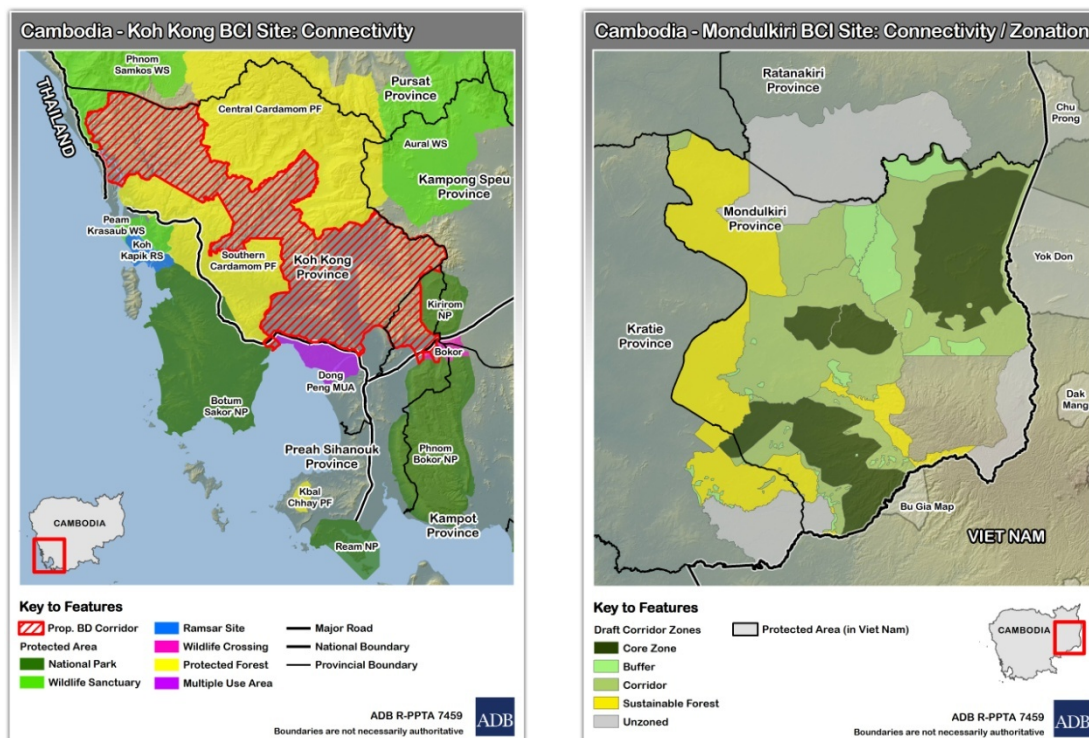 Cambodia - Koh Kong BCI Site: Connectivity
Phnom
Samkos WS
THAILAND
Pursat
Province
Central Cardamom PF
Aural WS
Kampong Speu
Province
Peam
Krasaub WS
Koh
Kapik RS
Southern
Cardamom PF
Koh Kong
Province
Kirirom
NP
Bokor
Dong
Peng MUA
Botum
Sakor NP
Preah Sihanouk
Province
Phnom
Bokor NP
Kbal
Chhay PF
Kampot
Province
Ream NP
CAMBODIA
Key to Features
Prop. BD Corridor
Protected Area
National Park
Wildlife Sanctuary
Ramsar Site
Wildlife Crossing
Protected Forest
Multiple Use Area
Major Road
National Boundary
Provincial Boundary
ADB R-PPTA 7459
Boundaries are not necessarily authoritative
ADB
Cambodia - Mondulkiri BCI Site: Connectivity / Zonation
Ratanakiri
Province
Chu
Prong
Mondulkiri
Province
Yok Don
Kratie
Province
Dak
Mang
Bu Gia Map
VIET NAM
Key to Features
Draft Corridor Zones
Core Zone
Buffer
Corridor
Sustainable Forest
Unzoned
Protected Area (in Viet Nam)
CAMBODIA
ADB R-PPTA 7459
Boundaries are not necessarily authoritative
ADB